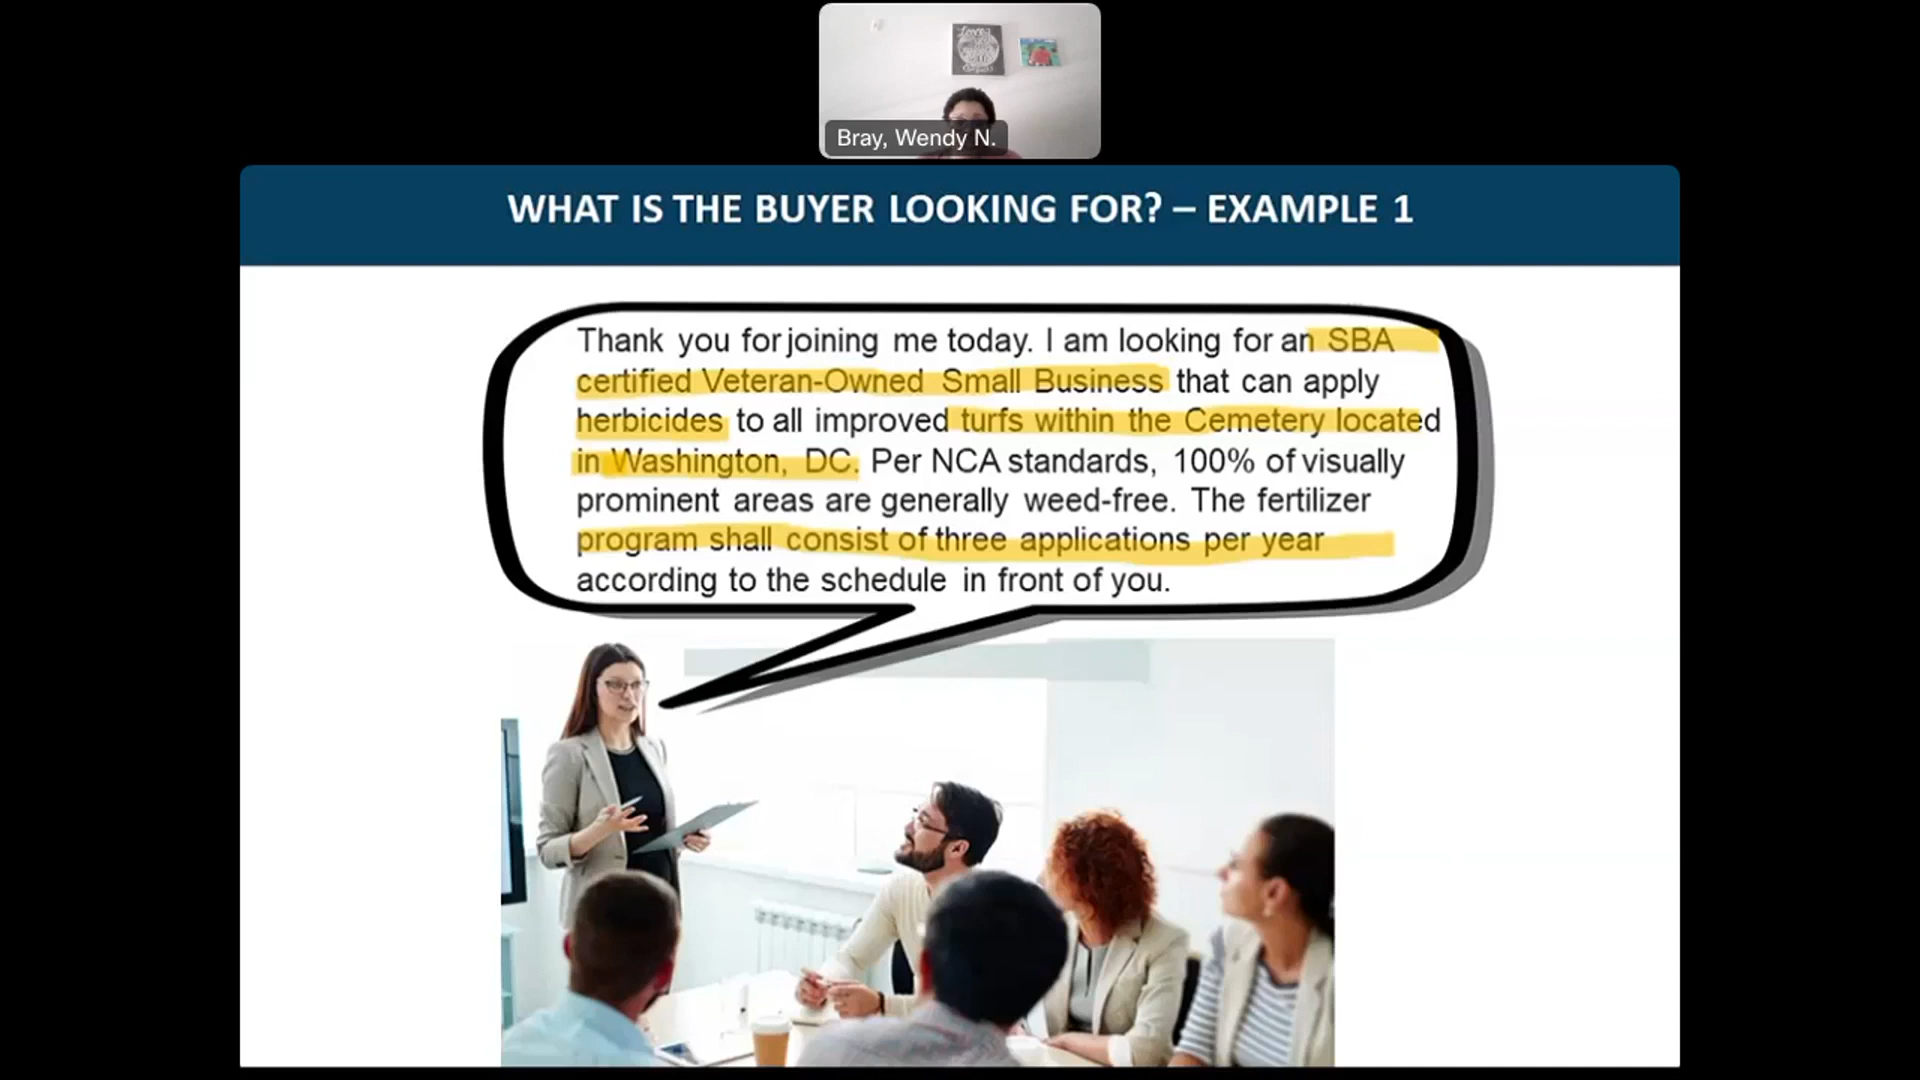 Bray, Wendy N.
WHAT IS THE BUYER LOOKING FOR? – EXAMPLE 1
Thank you for joining me today. I am looking for an SBA
certified Veteran-Owned Small Business that can apply
herbicides to all improved turfs within the Cemetery located
in Washington, DC. Per NCA standards, 100% of visually
prominent areas are generally weed-free. The fertilizer
program shall consist of three applications per year
according to the schedule in front of you.